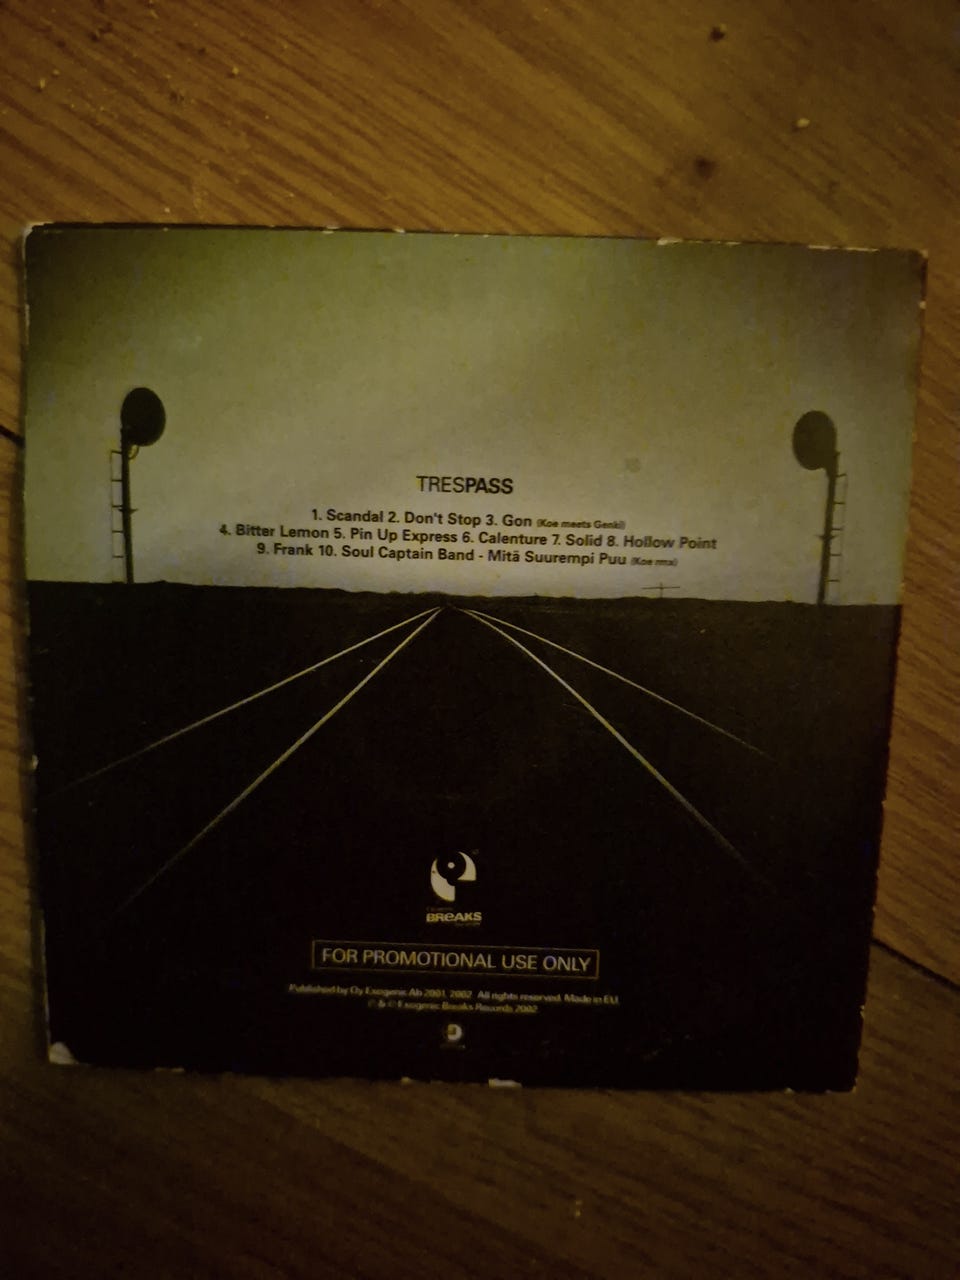 TRESPASS
1. Scandal 2. Don't Stop 3. Gon (Koe meets Genki)
4. Bitter Lemon 5. Pin Up Express 6. Calenture 7. Solid 8. Hollow Point
9. Frank 10. Soul Captain Band - Mitä Suurempi Puu (Koe rmx)
BREAKS
FOR PROMOTIONAL USE ONLY
Published by Oy Exogenic Ab 2001, 2002. All rights reserved. Made in EU.
℗ & © Exogenic Breaks Records 2002